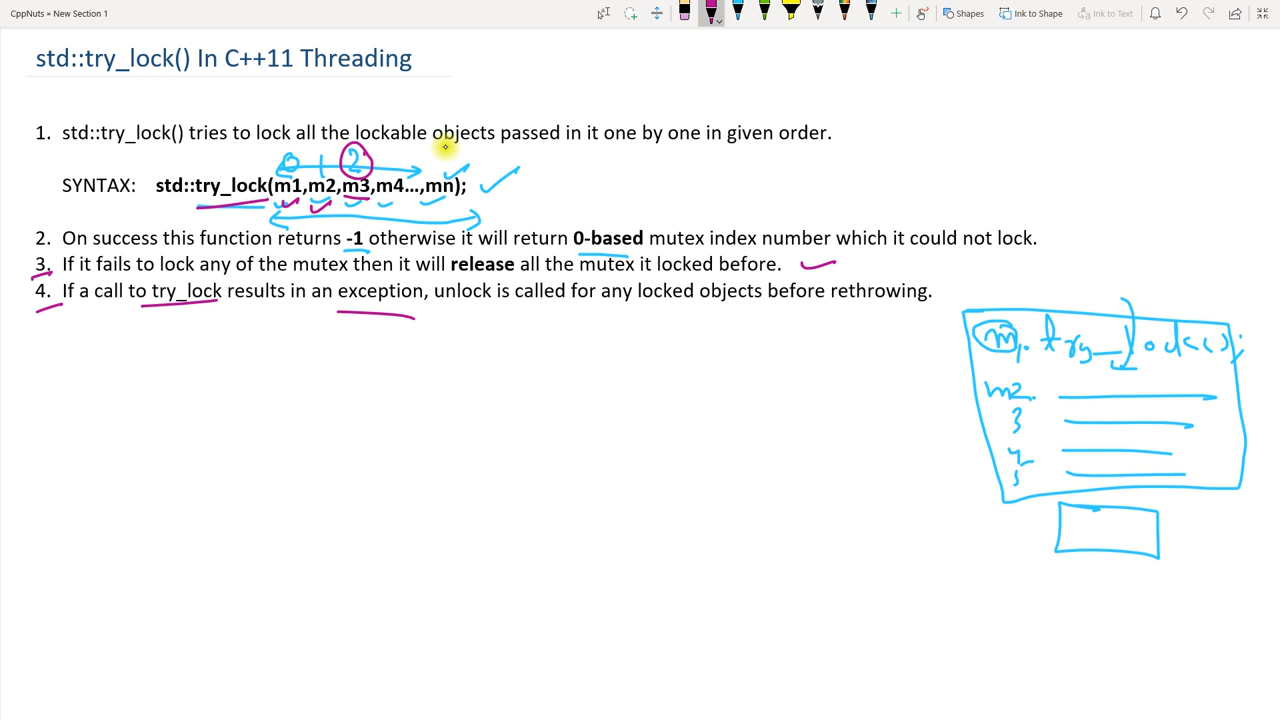 CppNuts » New Section 1
Shapes Ink to Shape Ink to Text
std::try_lock() In C++11 Threading
1. std::try_lock() tries to lock all the lockable objects passed in it one by one in given order.
0 1 2
SYNTAX: std::try_lock(m1,m2,m3,m4...,mn);
2. On success this function returns -1 otherwise it will return 0-based mutex index number which it could not lock.
3. If it fails to lock any of the mutex then it will release all the mutex it locked before.
4. If a call to try_lock results in an exception, unlock is called for any locked objects before rethrowing.
m1. try_lock();
m2.
3
4
5